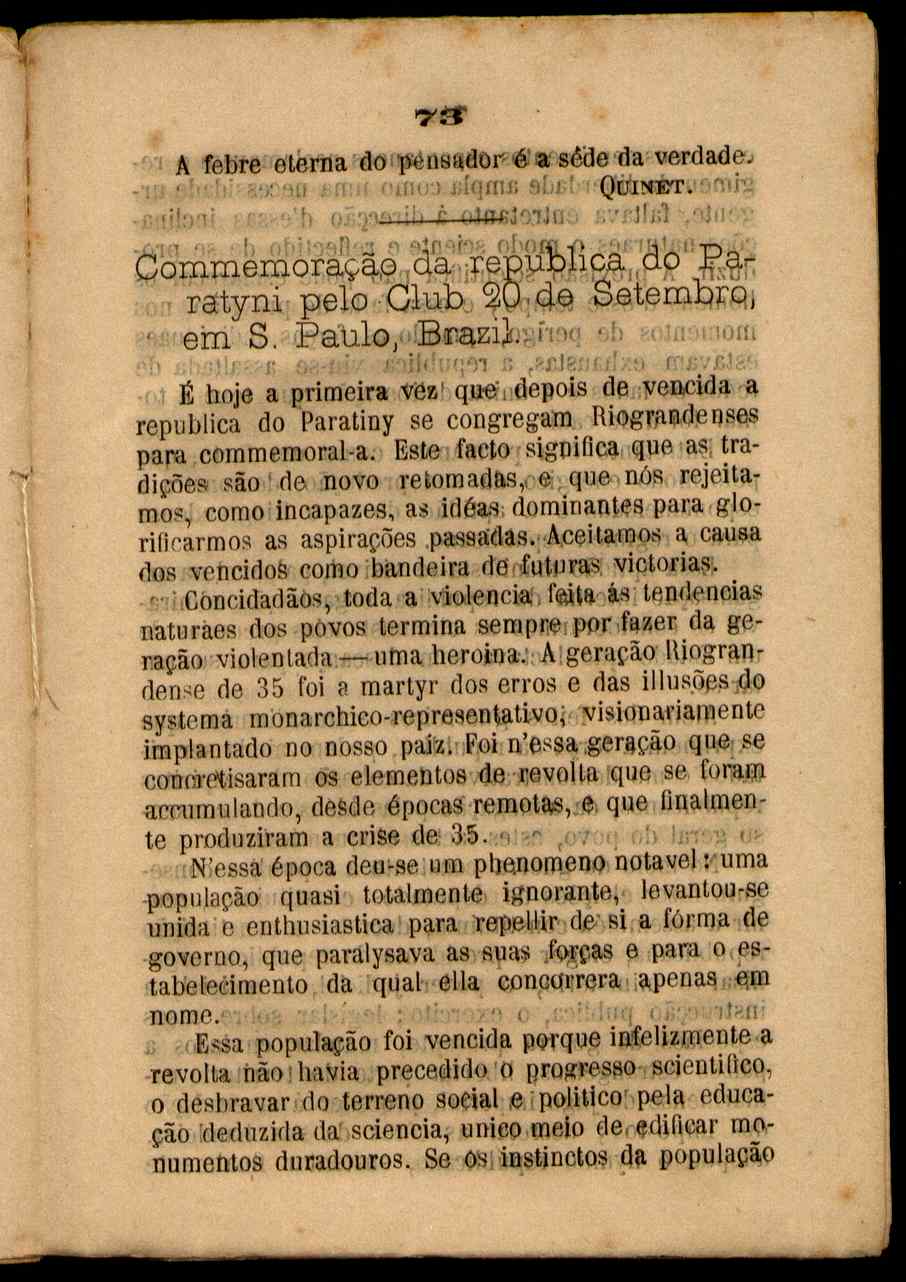 73
A febre eterna do pensador é a sêde da verdade.
QUINET.
Commemoração da republica do Pa-
ratyni pelo Club 20 de Setembro,
em S. Paulo, Brazil.
É hoje a primeira vez que depois de vencida a
republica do Paratiny se congregam Riograndenses
para commemoral-a. Este facto significa que as tra-
dições são de novo retomadas, e que nós rejeita-
mos, como incapazes, as idéas dominantes para glo-
rificarmos as aspirações passadas. Aceitamos a causa
dos vencidos como bandeira de futuras victorias.
Concidadãos, toda a violencia feita ás tendencias
naturaes dos povos termina sempre por fazer da ge-
ração violentada—uma heroina. A geração Riogran-
dense de 35 foi a martyr dos erros e das illusões do
systema monarchico-representativo, visionariamente
implantado no nosso paiz. Foi n'essa geração que se
concretisaram os elementos de revolta que se foram
accumulando, desde épocas remotas, e que finalmen-
te produziram a crise de 35.
N'essa época deu-se um phenomeno notavel: uma
população quasi totalmente ignorante, levantou-se
unida e enthusiastica para repellir de si a fórma de
governo, que paralysava as suas forças e para o es-
tabelecimento da qual ella concorrera apenas em
nome.
Essa população foi vencida porque infelizmente a
revolta não havia precedido o progresso scientifico,
o desbravar do terreno social e politico pela educa-
ção deduzida da sciencia, unico meio de edificar mo-
numentos duradouros. Se os instinctos da população